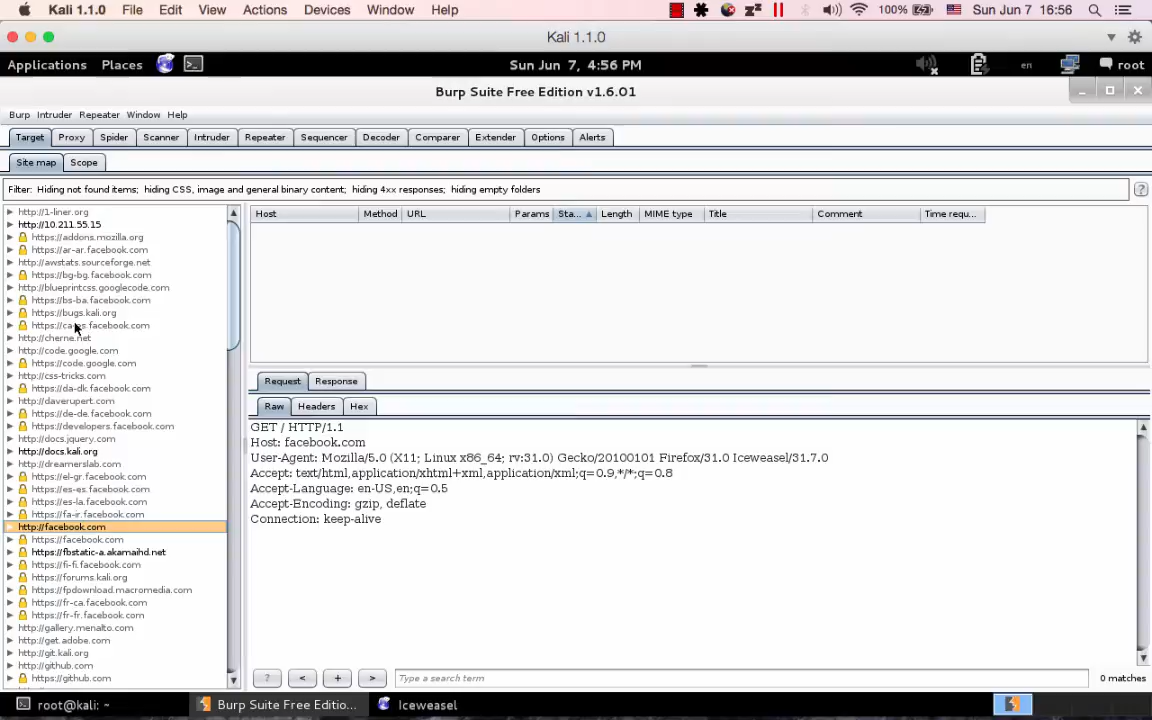 Kali 1.1.0 File Edit View Actions Devices Window Help 100% Sun Jun 7 16:56
Kali 1.1.0
Applications Places Sun Jun 7, 4:56 PM en root
Burp Suite Free Edition v1.6.01
Burp Intruder Repeater Window Help
Target Proxy Spider Scanner Intruder Repeater Sequencer Decoder Comparer Extender Options Alerts
Site map Scope
Filter: Hiding not found items; hiding CSS, image and general binary content; hiding 4xx responses; hiding empty folders ?
Host Method URL Params Sta... Length MIME type Title Comment Time requ...
http://1-liner.org
http://10.211.55.15
https://addons.mozilla.org
https://ar-ar.facebook.com
http://awstats.sourceforge.net
https://bg-bg.facebook.com
http://blueprintcss.googlecode.com
https://bs-ba.facebook.com
https://bugs.kali.org
https://ca-es.facebook.com
http://cherne.net
http://code.google.com
https://code.google.com
http://css-tricks.com
https://da-dk.facebook.com
http://daverupert.com
https://de-de.facebook.com
https://developers.facebook.com
http://docs.jquery.com
http://docs.kali.org
http://dreamerslab.com
https://el-gr.facebook.com
https://es-es.facebook.com
https://es-la.facebook.com
https://fa-ir.facebook.com
http://facebook.com
https://facebook.com
https://fbstatic-a.akamaihd.net
https://fi-fi.facebook.com
https://forums.kali.org
https://fpdownload.macromedia.com
https://fr-ca.facebook.com
https://fr-fr.facebook.com
http://gallery.menalto.com
http://get.adobe.com
http://git.kali.org
http://github.com
https://github.com
Request Response
Raw Headers Hex
GET / HTTP/1.1
Host: facebook.com
User-Agent: Mozilla/5.0 (X11; Linux x86_64; rv:31.0) Gecko/20100101 Firefox/31.0 Iceweasel/31.7.0
Accept: text/html,application/xhtml+xml,application/xml;q=0.9,*/*;q=0.8
Accept-Language: en-US,en;q=0.5
Accept-Encoding: gzip, deflate
Connection: keep-alive
? < + > Type a search term 0 matches
root@kali: ~ Burp Suite Free Editio... Iceweasel